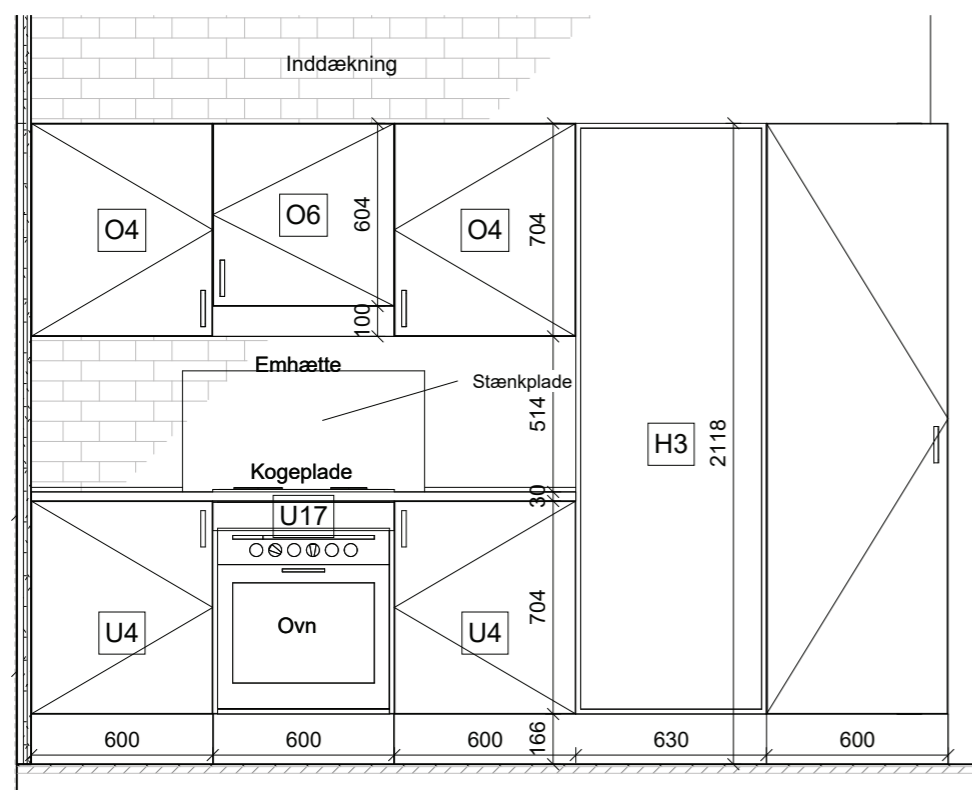 Inddækning
O4
O6
O4
604
704
100
Emhætte
Stænkplade
514
H3
2118
Kogeplade
30
U17
U4
Ovn
U4
704
600
600
600
166
630
600